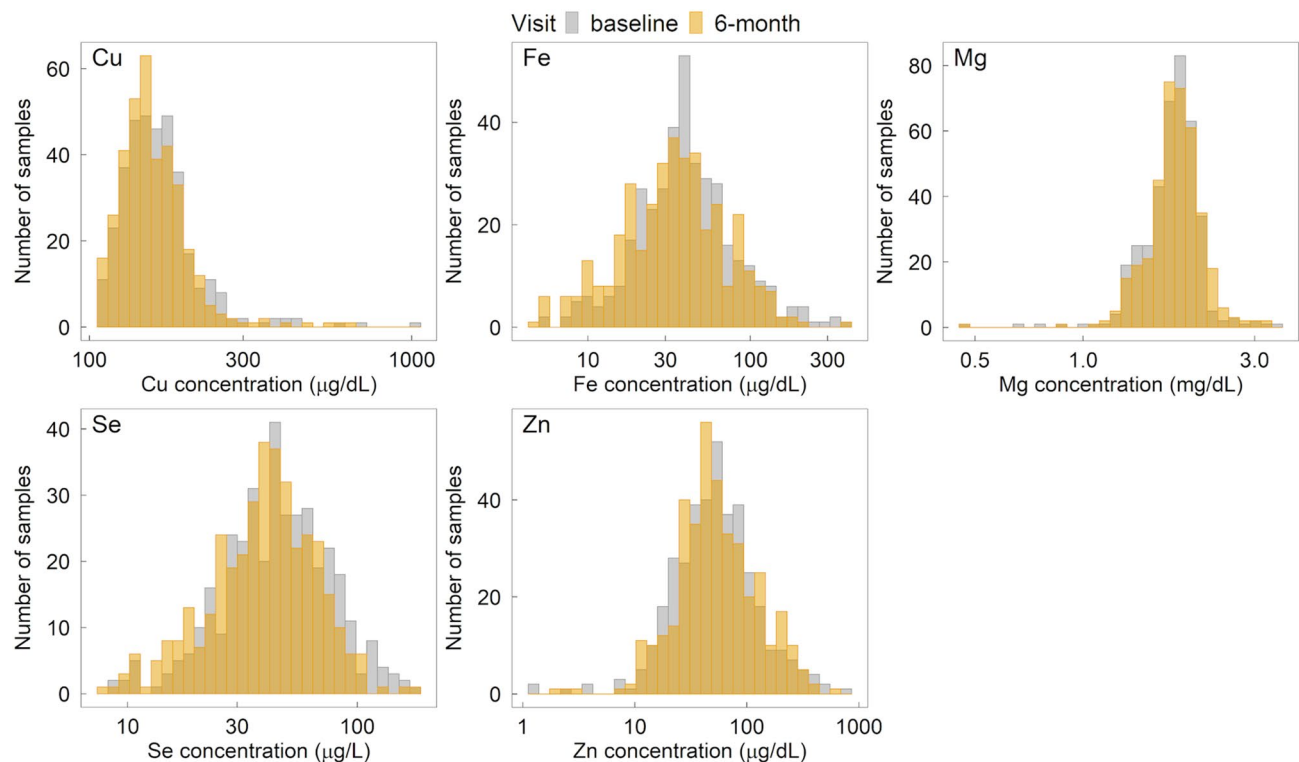 Visit baseline 6-month
Cu
Number of samples
60
40
20
0
100 300 1000
Cu concentration (μg/dL)
Fe
Number of samples
40
20
0
10 30 100 300
Fe concentration (μg/dL)
Mg
Number of samples
80
60
40
20
0
0.5 1.0 3.0
Mg concentration (mg/dL)
Se
Number of samples
40
30
20
10
0
10 30 100
Se concentration (μg/L)
Zn
Number of samples
40
20
0
1 10 100 1000
Zn concentration (μg/dL)